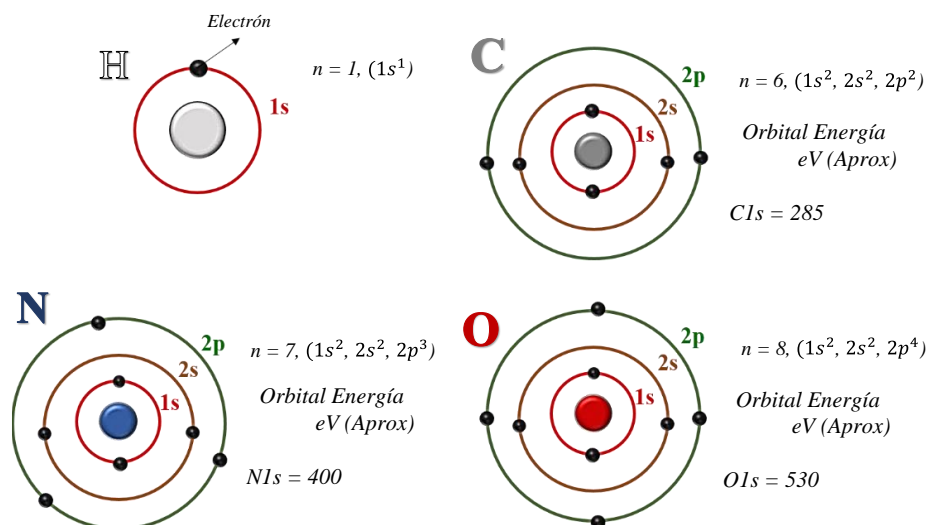 Electrón
H
n = 1, (1s¹)
1s
C
2p
n = 6, (1s², 2s², 2p²)
2s
1s
Orbital Energía
eV (Aprox)
C1s = 285
N
2p
n = 7, (1s², 2s², 2p³)
2s
1s
Orbital Energía
eV (Aprox)
N1s = 400
O
2p
n = 8, (1s², 2s², 2p⁴)
2s
1s
Orbital Energía
eV (Aprox)
O1s = 530